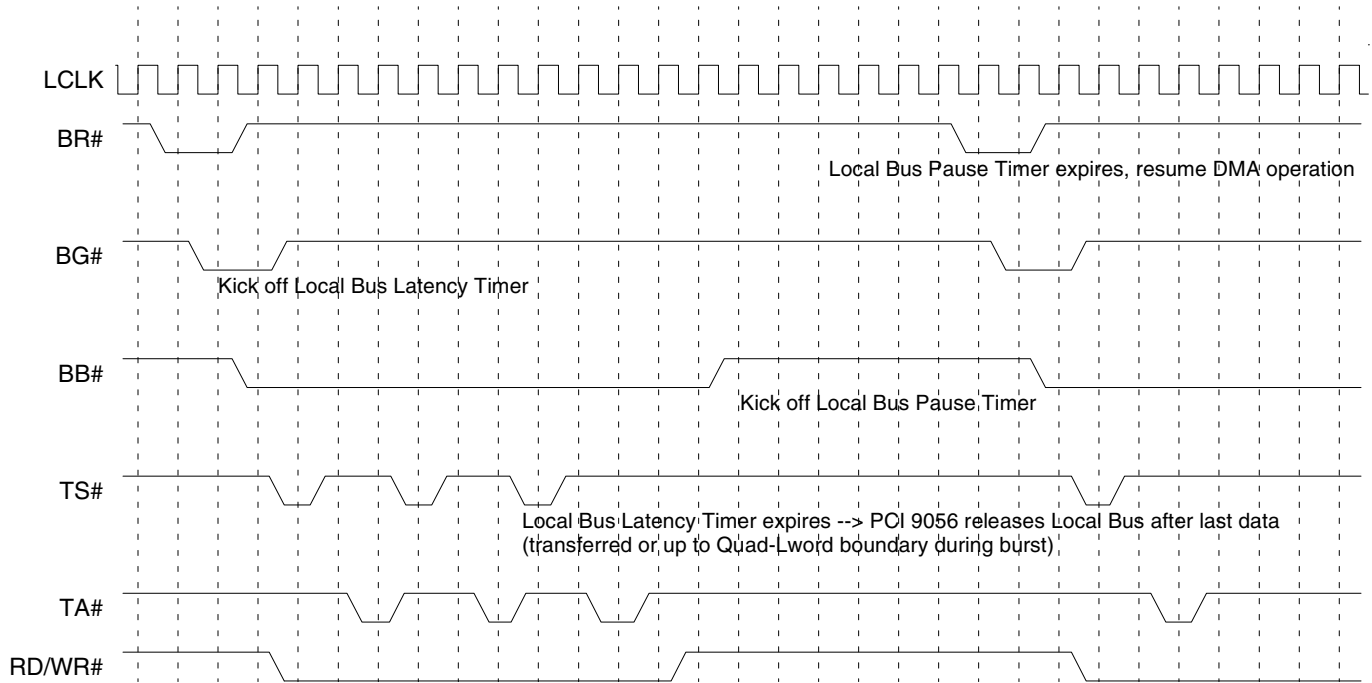 LCLK
BR#
Local Bus Pause Timer expires, resume DMA operation
BG#
Kick off Local Bus Latency Timer
BB#
Kick off Local Bus Pause Timer
TS#
Local Bus Latency Timer expires --> PCI 9056 releases Local Bus after last data
(transferred or up to Quad-Lword boundary during burst)
TA#
RD/WR#